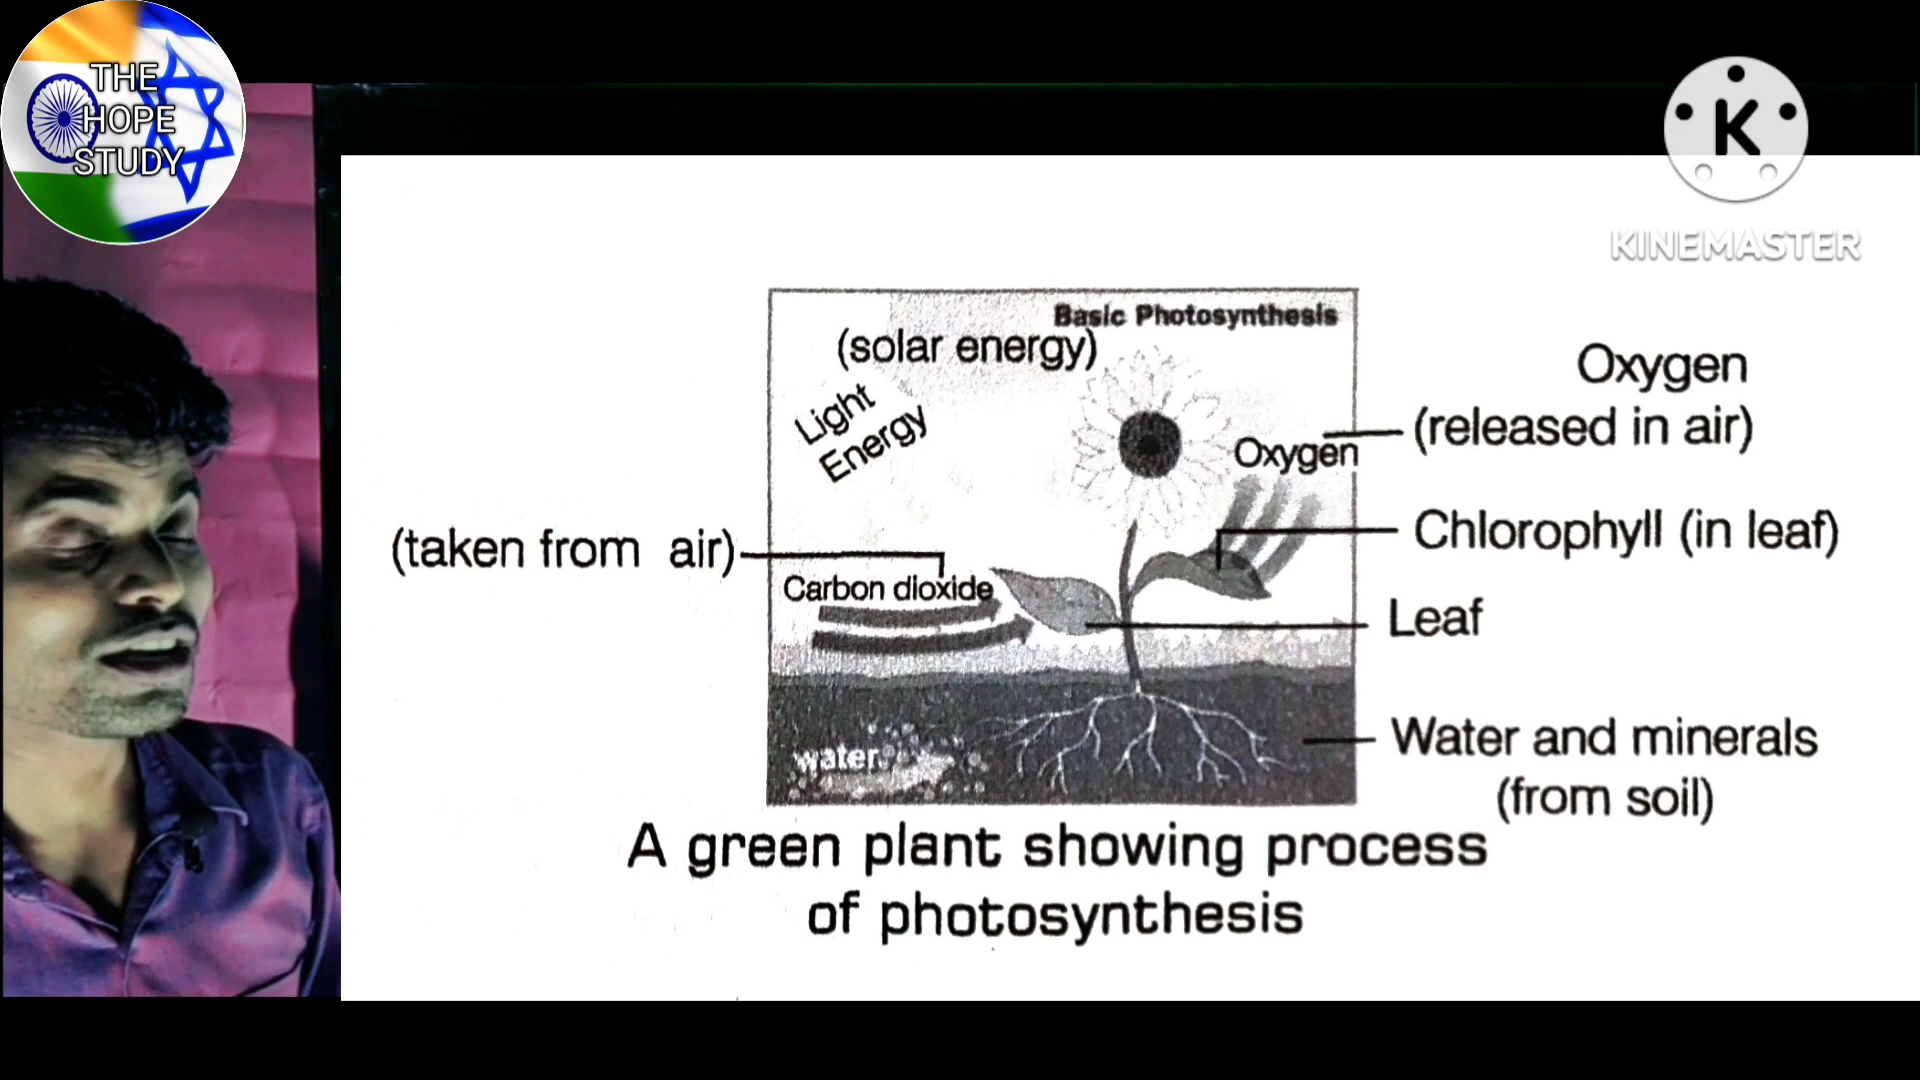 THE
HOPE
STUDY
K
KINEMASTER
Basic Photosynthesis
(solar energy)
Light
Energy
Oxygen
Oxygen
(released in air)
Chlorophyll (in leaf)
(taken from air)
Carbon dioxide
Leaf
Water and minerals
(from soil)
water
A green plant showing process
of photosynthesis